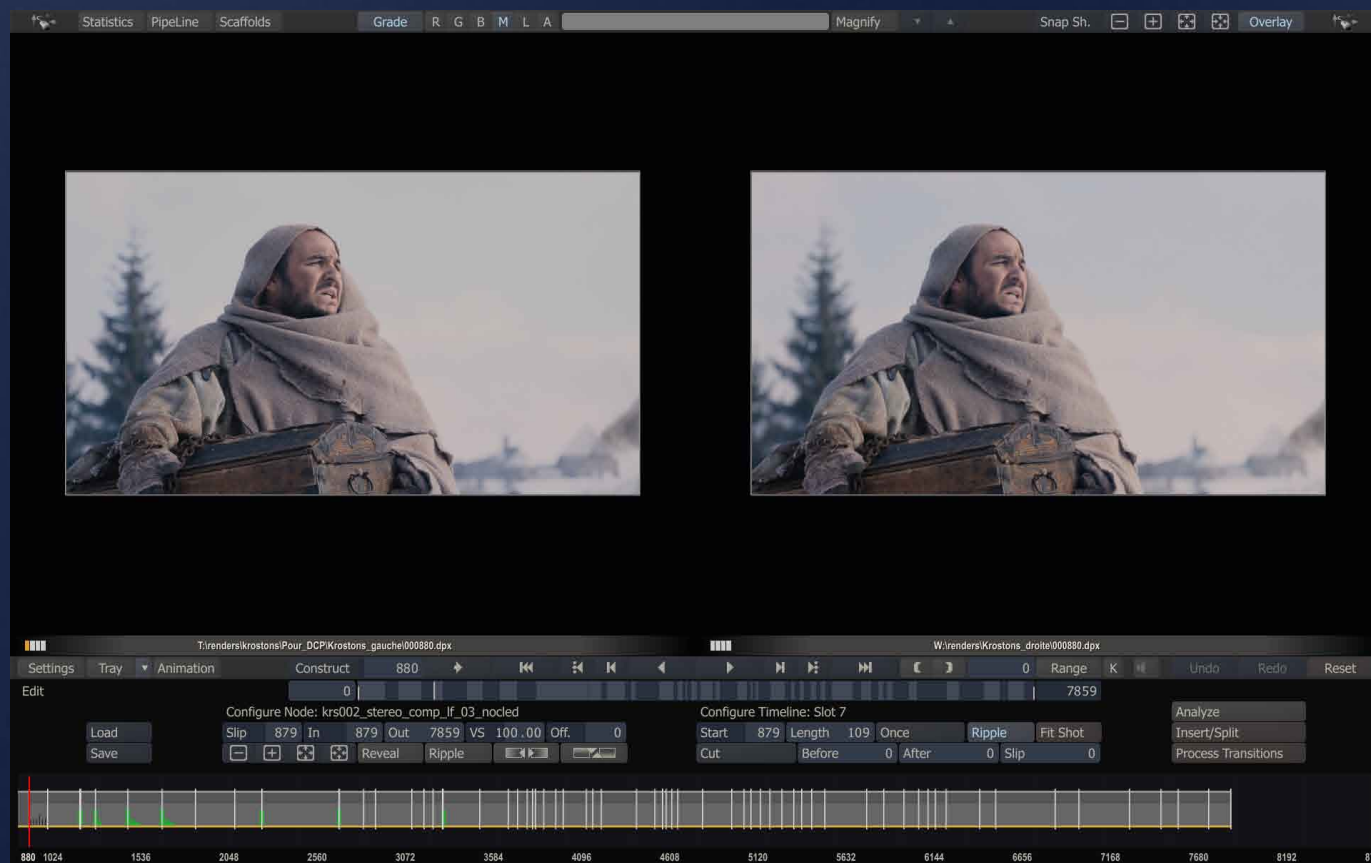 Statistics PipeLine Scaffolds Grade R G B M L A Magnify Snap Sh. Overlay
T:\renders\krostons\Pour_DCP\Krostons_gauche\000880.dpx W:\renders\Krostons_droite\000880.dpx
Settings Tray Animation Construct 880 0 Range K Undo Redo Reset
Edit 0 7859
Configure Node: krs002_stereo_comp_lf_03_nocled Configure Timeline: Slot 7 Analyze
Load Slip 879 In 879 Out 7859 VS 100.00 Off. 0 Start 879 Length 109 Once Ripple Fit Shot Insert/Split
Save Reveal Ripple Cut Before 0 After 0 Slip 0 Process Transitions
880 1024 1536 2048 2560 3072 3584 4096 4608 5120 5632 6144 6656 7168 7680 8192